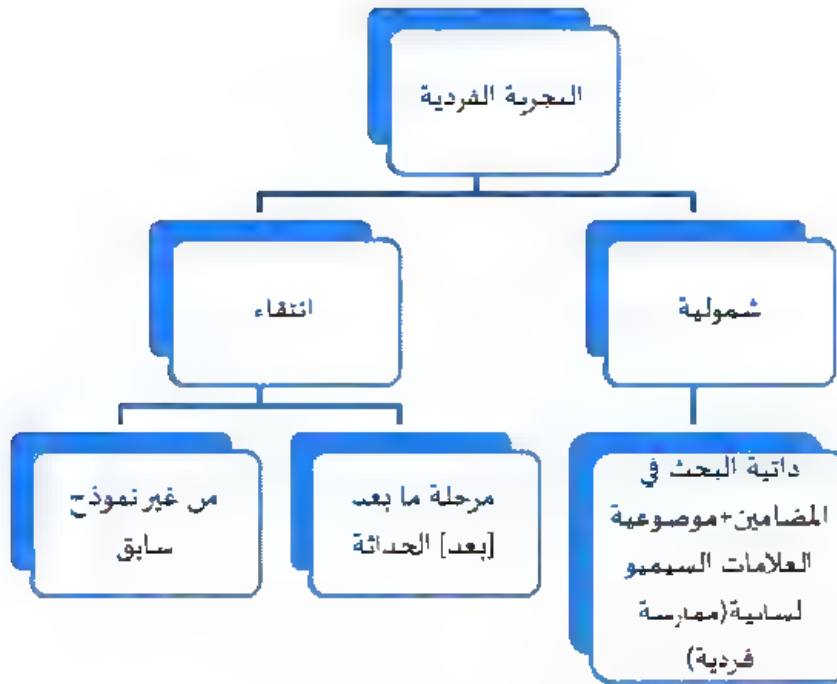 التجربة الفردية
شمولية
انتقاء
ذاتية البحث في
المضامين+موضوعية
العلامات السيميو
لسانية(ممارسة
فردية)
مرحلة ما بعد
[بعد] الحداثة
من غير نموذج
سابق